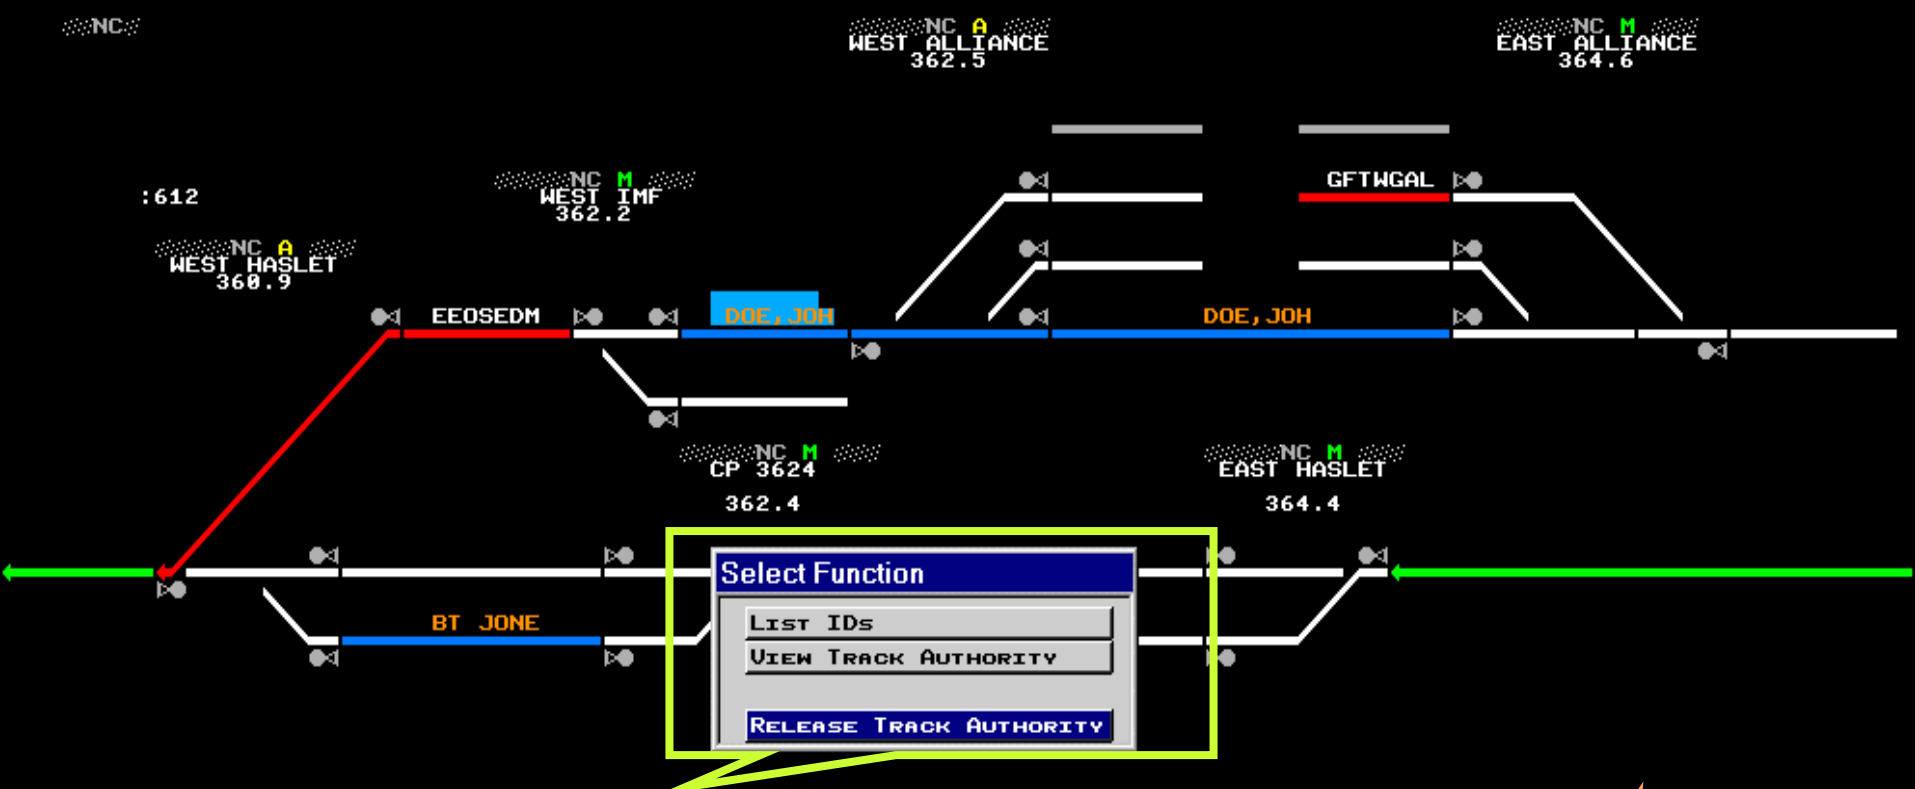 NC
NC A
WEST ALLIANCE
362.5
NC M
EAST ALLIANCE
364.6
:612
NC M
WEST IMF
362.2
GFTWGAL
NC A
WEST HASLET
360.9
EEOSEDM
DOE,JOH
DOE,JOH
NC M
CP 3624
362.4
NC M
EAST HASLET
364.4
BT JONE
Select Function
LIST IDS
VIEW TRACK AUTHORITY
RELEASE TRACK AUTHORITY